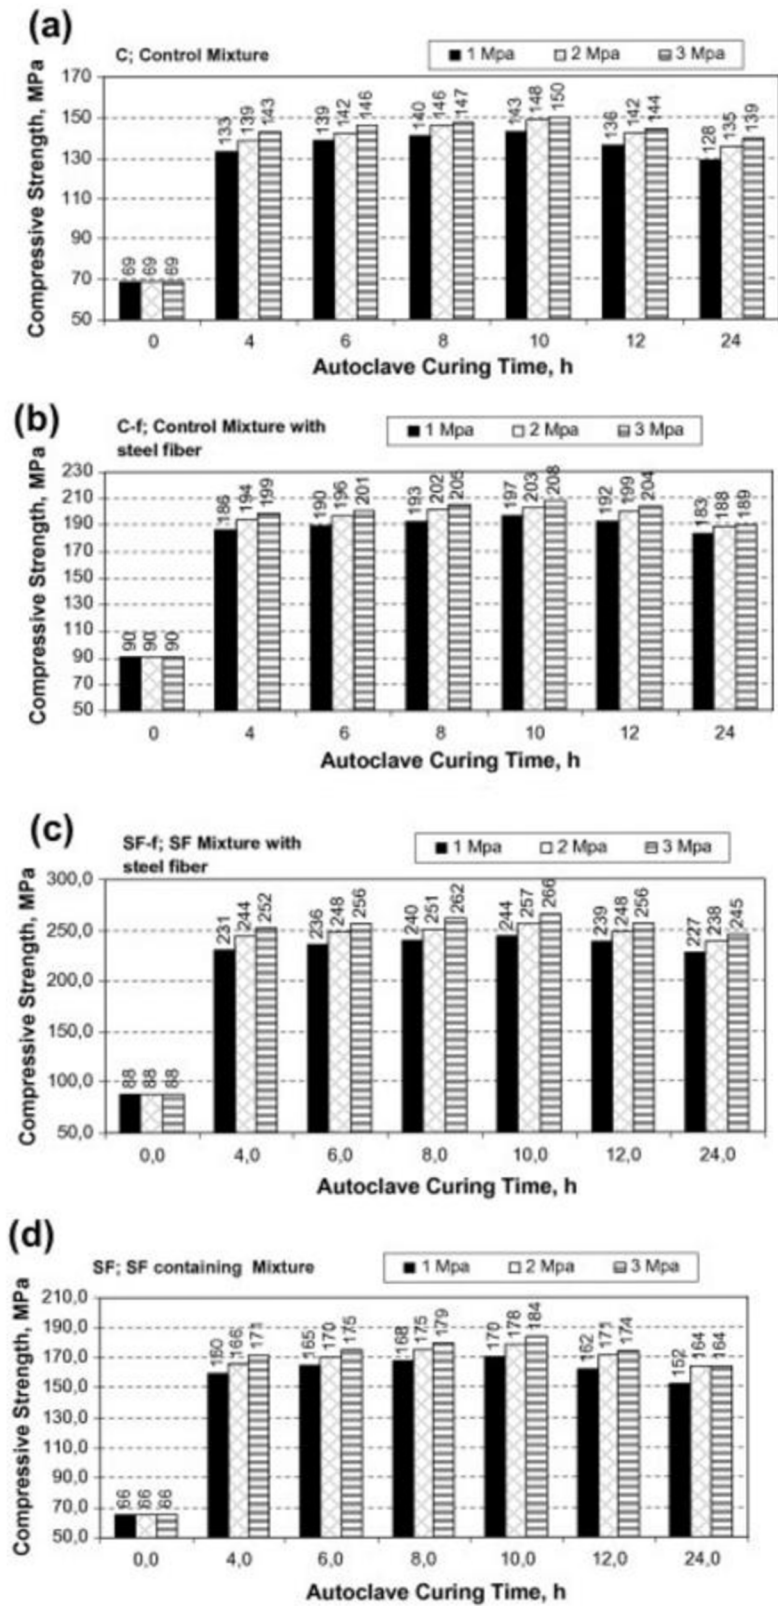 (a)
C; Control Mixture
1 Mpa 2 Mpa 3 Mpa
Compressive Strength, MPa
170
150
130
110
90
70
50
69 69 69
133 139 143
139 142 146
140 146 147
143 148 150
136 142 144
128 135 139
0 4 6 8 10 12 24
Autoclave Curing Time, h
(b)
C-f; Control Mixture with
steel fiber
1 Mpa 2 Mpa 3 Mpa
Compressive Strength, MPa
230
210
190
170
150
130
110
90
70
50
90 90 90
186 194 199
190 196 201
193 202 205
197 203 208
192 199 204
183 188 189
0 4 6 8 10 12 24
Autoclave Curing Time, h
(c)
SF-f; SF Mixture with
steel fiber
1 Mpa 2 Mpa 3 Mpa
Compressive Strength, MPa
300,0
250,0
200,0
150,0
100,0
50,0
88 88 88
231 244 252
236 248 256
240 251 262
244 257 266
239 248 256
227 238 245
0,0 4,0 6,0 8,0 10,0 12,0 24,0
Autoclave Curing Time, h
(d)
SF; SF containing Mixture
1 Mpa 2 Mpa 3 Mpa
Compressive Strength, MPa
210,0
190,0
170,0
150,0
130,0
110,0
90,0
70,0
50,0
66 66 66
160 166 171
165 170 175
168 175 179
170 178 184
162 171 174
152 164 164
0,0 4,0 6,0 8,0 10,0 12,0 24,0
Autoclave Curing Time, h